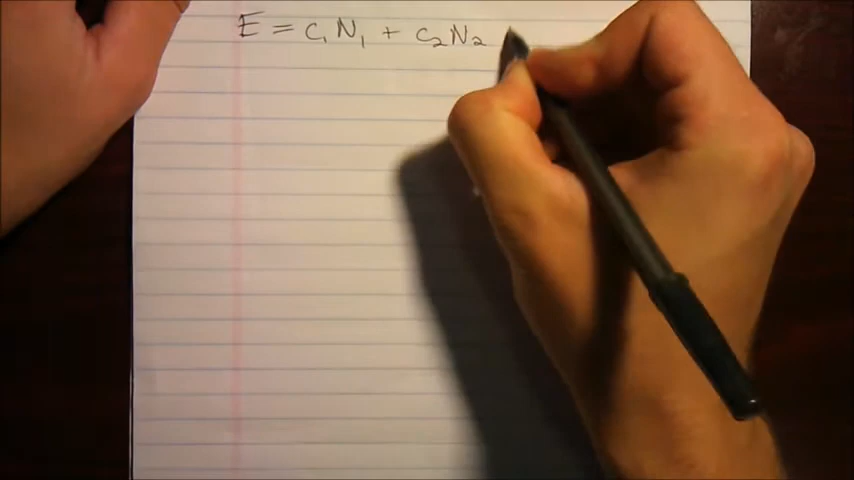 E = c₁N₁ + c₂N₂